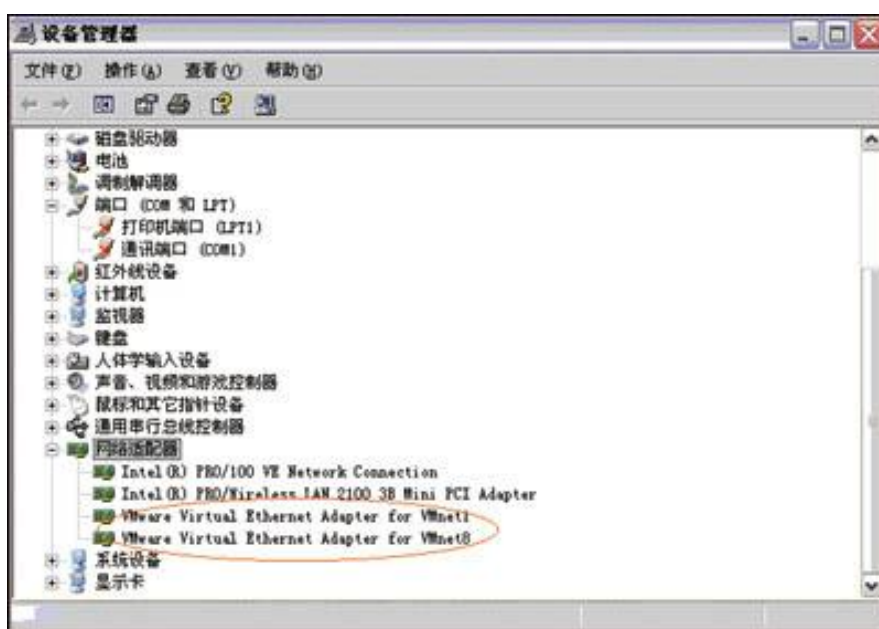 设备管理器
文件(F) 操作(A) 查看(V) 帮助(H)
磁盘驱动器
电池
调制解调器
端口 (COM 和 LPT)
打印机端口 (LPT1)
通讯端口 (COM1)
红外线设备
计算机
监视器
键盘
人体学输入设备
声音、视频和游戏控制器
鼠标和其它指针设备
通用串行总线控制器
网络适配器
Intel(R) PRO/100 VE Network Connection
Intel(R) PRO/Wireless LAN 2100 3B Mini PCI Adapter
VMware Virtual Ethernet Adapter for VMnet1
VMware Virtual Ethernet Adapter for VMnet8
系统设备
显示卡